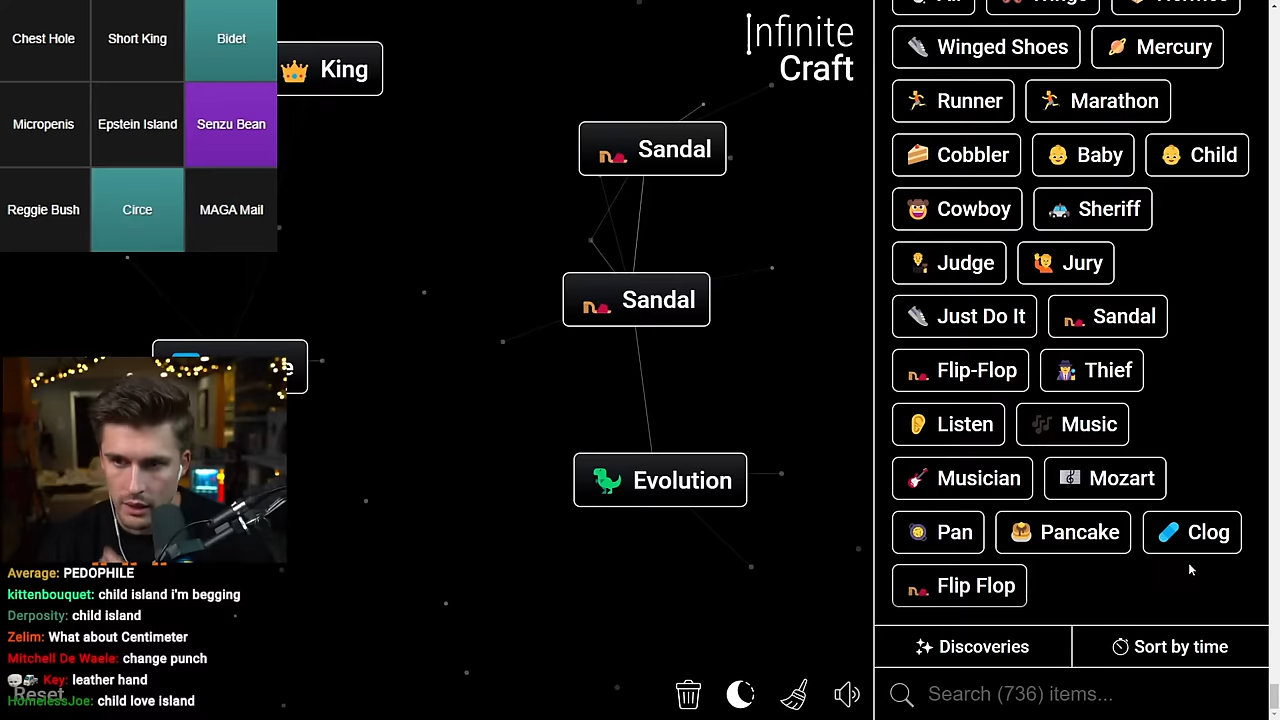 Chest Hole
Short King
Bidet
Micropenis
Epstein Island
Senzu Bean
Reggie Bush
Circe
MAGA Mail
King
Sandal
Sandal
Evolution
Infinite
Craft
Winged Shoes
Mercury
Runner
Marathon
Cobbler
Baby
Child
Cowboy
Sheriff
Judge
Jury
Just Do It
Sandal
Flip-Flop
Thief
Listen
Music
Musician
Mozart
Pan
Pancake
Clog
Flip Flop
Discoveries
Sort by time
Search (736) items...
Average: PEDOPHILE
kittenbouquet: child island i'm begging
Derposity: child island
Zelim: What about Centimeter
Mitchell De Waele: change punch
Key: leather hand
HomelessJoe: child love island
Reset